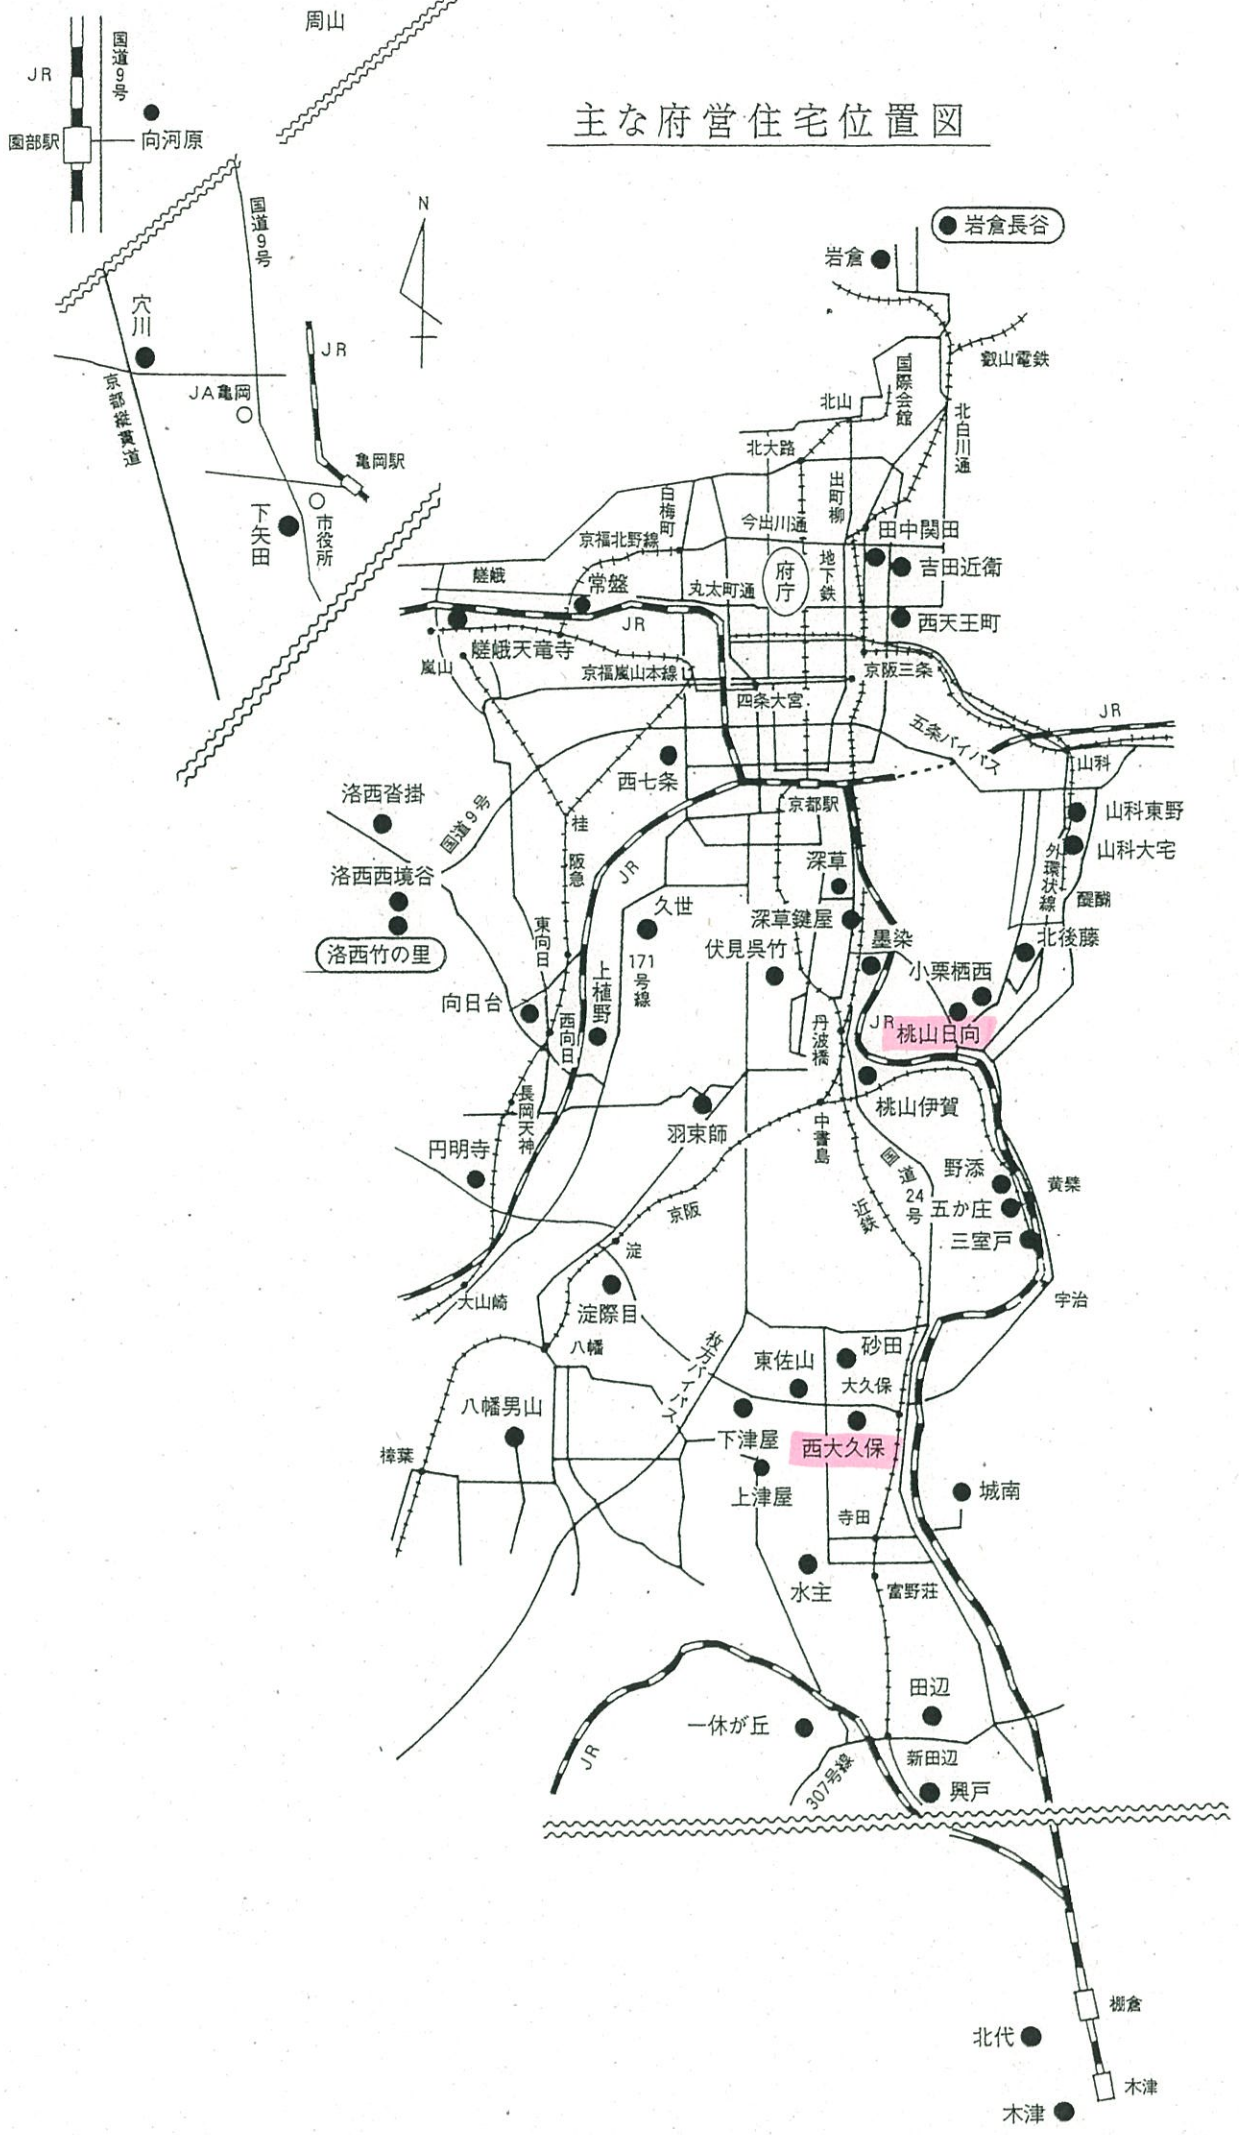 周山
国道9号
JR
園部駅
向河原
主な府営住宅位置図
国道9号
N
岩倉長谷
岩倉
穴川
JR
叡山電鉄
国際会館
京都縦貫道
JA亀岡
北山
北白川通
北大路
亀岡駅
出町柳
白梅町
下矢田
市役所
今出川通
田中関田
京福北野線
地下鉄
府庁
吉田近衛
嵯峨
常盤
丸太町通
西天王町
JR
嵯峨天竜寺
嵐山
京福嵐山本線
京阪三条
四条大宮
JR
五条バイパス
山科
西七条
洛西沓掛
国道9号
京都駅
山科東野
桂
山科大宅
阪急
JR
深草
外環状線
洛西西境谷
醍醐
久世
深草鍵屋
東向日
墨染
北後藤
洛西竹の里
伏見呉竹
171号線
小栗栖西
上植野
向日台
西向日
丹波橋
JR
桃山日向
長岡天神
桃山伊賀
羽束師
中書島
円明寺
国道24号
野添
黄檗
京阪
近鉄
五か庄
三室戸
淀
大山崎
淀際目
宇治
八幡
枚方バイパス
砂田
東佐山
大久保
八幡男山
下津屋
西大久保
樟葉
上津屋
城南
寺田
水主
富野荘
田辺
一休が丘
JR
新田辺
307号線
興戸
棚倉
北代
木津
木津